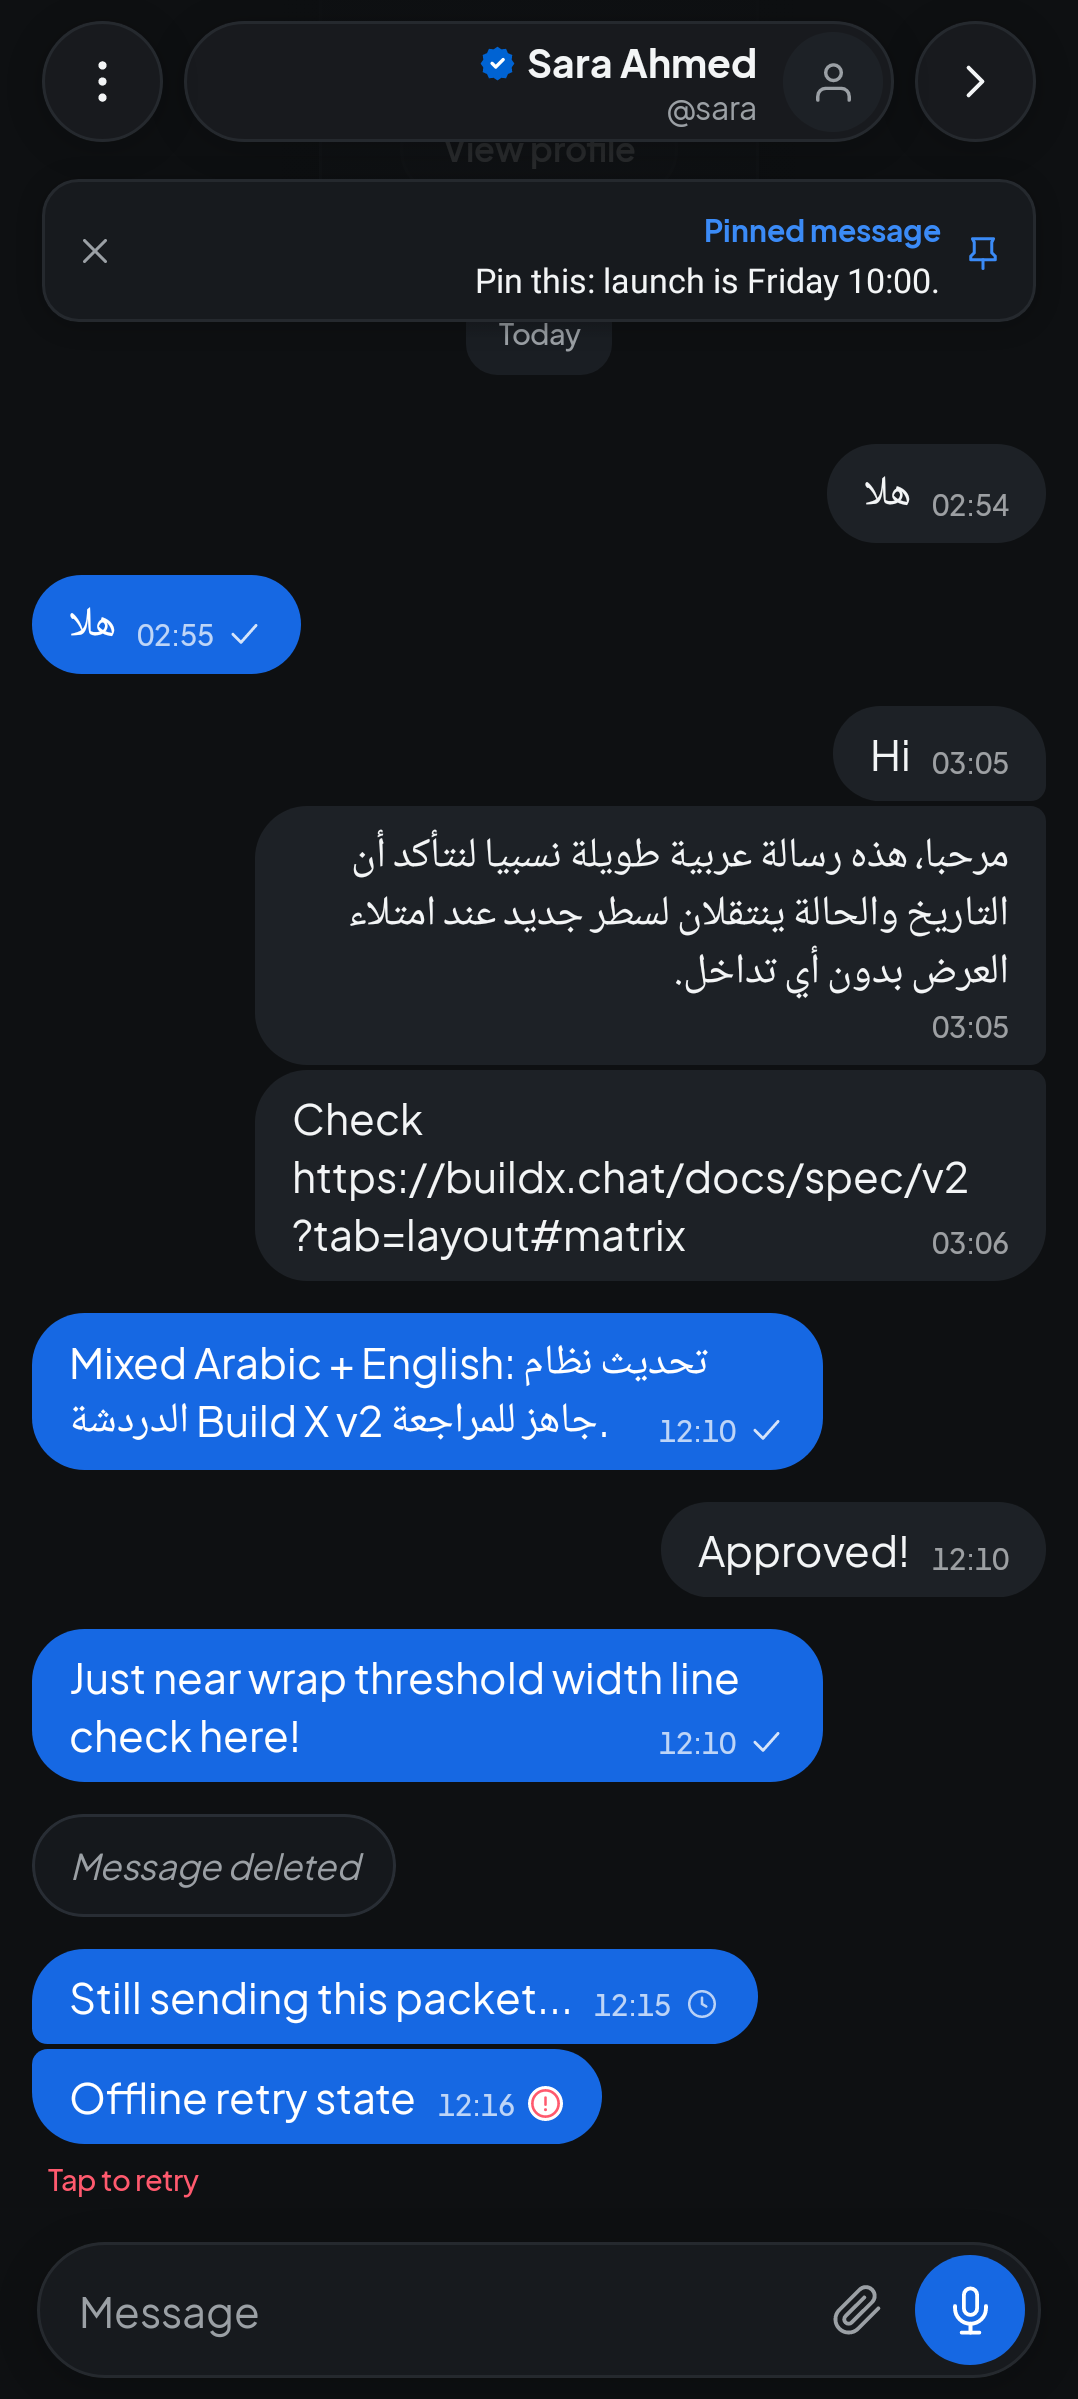 Sara Ahmed
@sara
View profile
Pinned message
Pin this: launch is Friday 10:00.
Today
هلا 02:54
هلا 02:55
Hi 03:05
مرحبا، هذه رسالة عربية طويلة نسبيا لنتأكد أن
التاريخ والحالة ينتقلان لسطر جديد عند امتلاء
العرض بدون أي تداخل.
03:05
Check
https://buildx.chat/docs/spec/v2
?tab=layout#matrix 03:06
Mixed Arabic + English: تحديث نظام
الدردشة Build X v2 جاهز للمراجعة. 12:10
Approved! 12:10
Just near wrap threshold width line
check here! 12:10
Message deleted
Still sending this packet... 12:15
Offline retry state 12:16
Tap to retry
Message